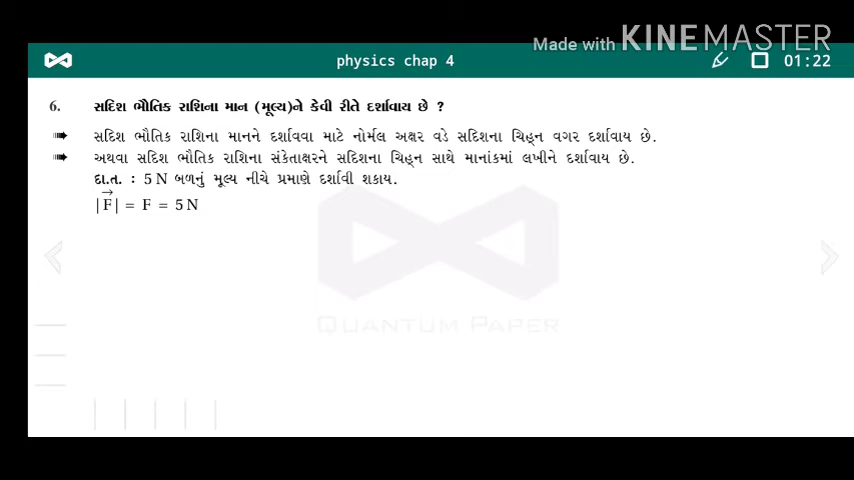 Made with KINEMASTER
physics chap 4
01:22
6. સદિશ ભૌતિક રાશિના માન (મૂલ્ય)ને કેવી રીતે દર્શાવાય છે ?
➠ સદિશ ભૌતિક રાશિના માનને દર્શાવવા માટે નોર્મલ અક્ષર વડે સદિશના ચિહ્ન વગર દર્શાવાય છે.
➠ અથવા સદિશ ભૌતિક રાશિના સંકેતાક્ષરને સદિશના ચિહ્ન સાથે માનાંકમાં લખીને દર્શાવાય છે.
દા.ત. : 5 N બળનું મૂલ્ય નીચે પ્રમાણે દર્શાવી શકાય.
|F⃗| = F = 5 N
QUANTUM PAPER